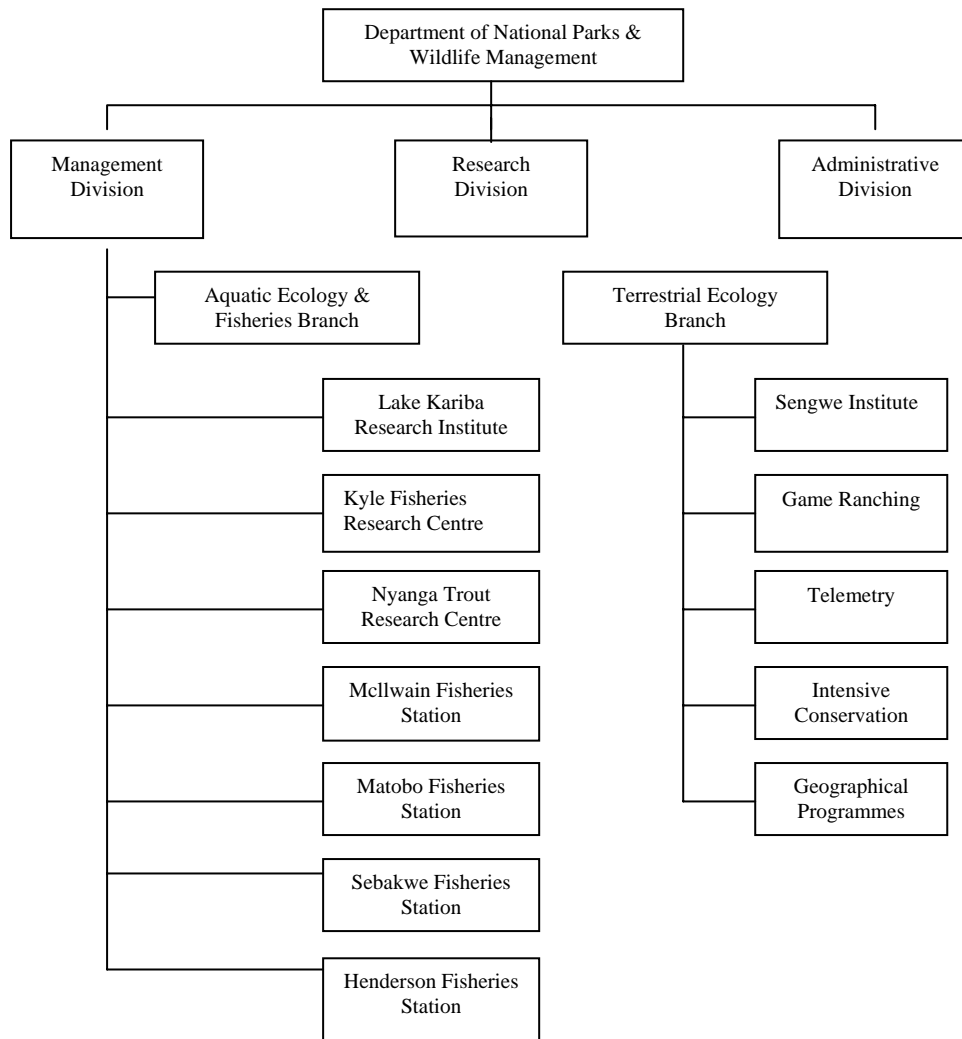 Department of National Parks &
Wildlife Management
Management
Division
Research
Division
Administrative
Division
Aquatic Ecology &
Fisheries Branch
Terrestrial Ecology
Branch
Lake Kariba
Research Institute
Kyle Fisheries
Research Centre
Nyanga Trout
Research Centre
Mcllwain Fisheries
Station
Matobo Fisheries
Station
Sebakwe Fisheries
Station
Henderson Fisheries
Station
Sengwe Institute
Game Ranching
Telemetry
Intensive
Conservation
Geographical
Programmes